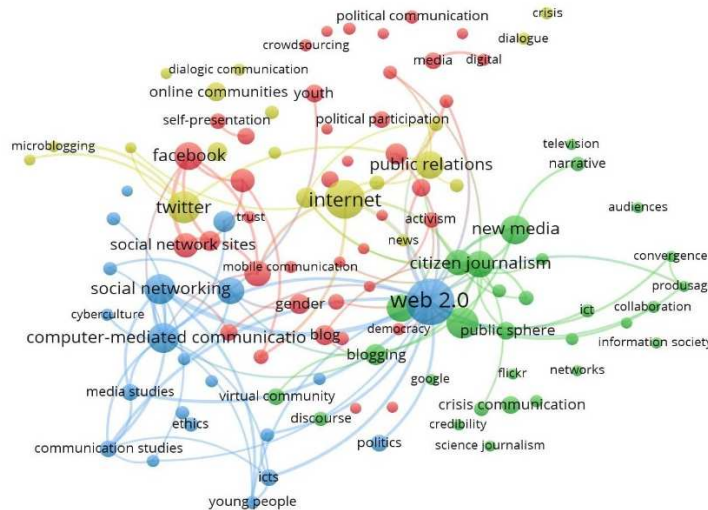 crisis
political communication
dialogue
crowdsourcing
media
digital
dialogic communication
online communities
youth
self-presentation
political participation
microblogging
television
facebook
public relations
narrative
internet
twitter
trust
activism
audiences
new media
social network sites
news
citizen journalism
convergence
mobile communication
social networking
web 2.0
produsag
gender
ict
collaboration
cyberculture
computer-mediated communicatio
blog
democracy
public sphere
information society
blogging
google
flickr
networks
media studies
virtual community
crisis communication
ethics
discourse
credibility
politics
science journalism
communication studies
icts
young people